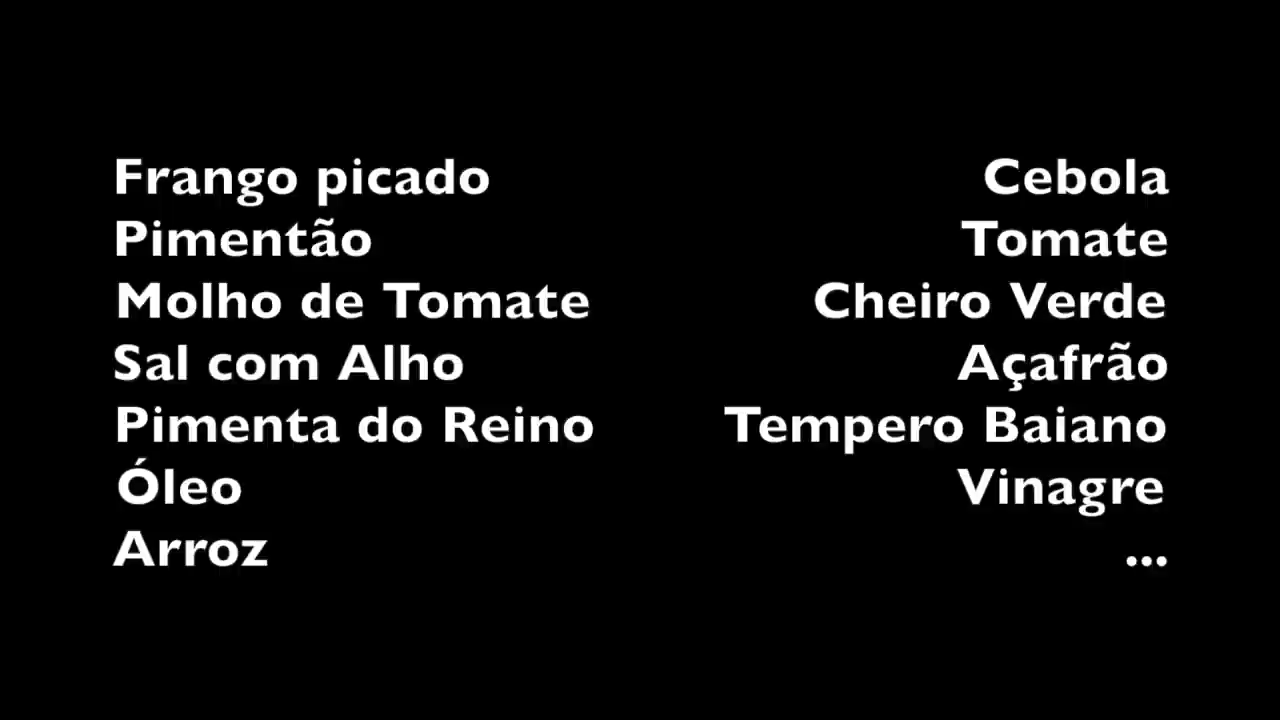 Frango picado Cebola
Pimentão Tomate
Molho de Tomate Cheiro Verde
Sal com Alho Açafrão
Pimenta do Reino Tempero Baiano
Óleo Vinagre
Arroz ...